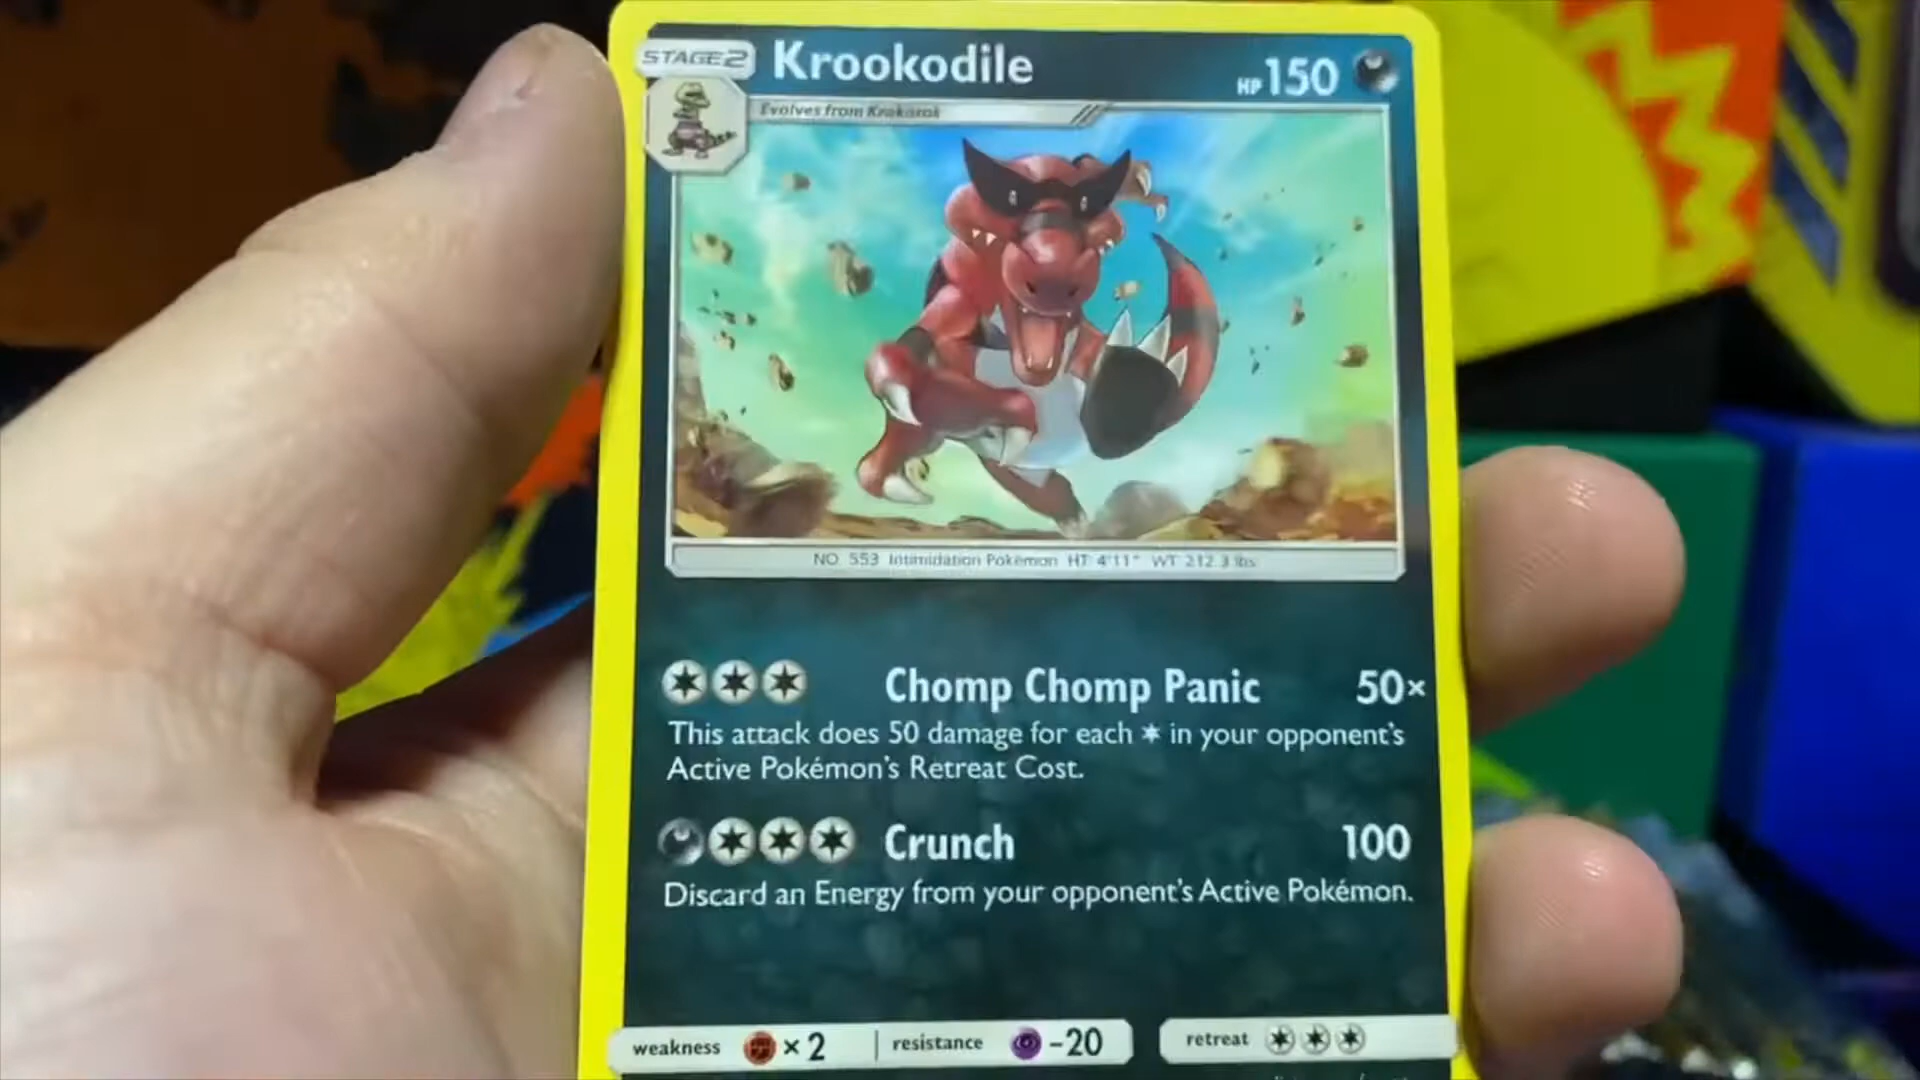 STAGE2 Krookodile HP 150
Evolves from Krokorok
NO. 553 Intimidation Pokémon HT: 4'11" WT: 212.3 lbs.
Chomp Chomp Panic 50×
This attack does 50 damage for each ✶ in your opponent's
Active Pokémon's Retreat Cost.
Crunch 100
Discard an Energy from your opponent's Active Pokémon.
weakness × 2 resistance -20 retreat